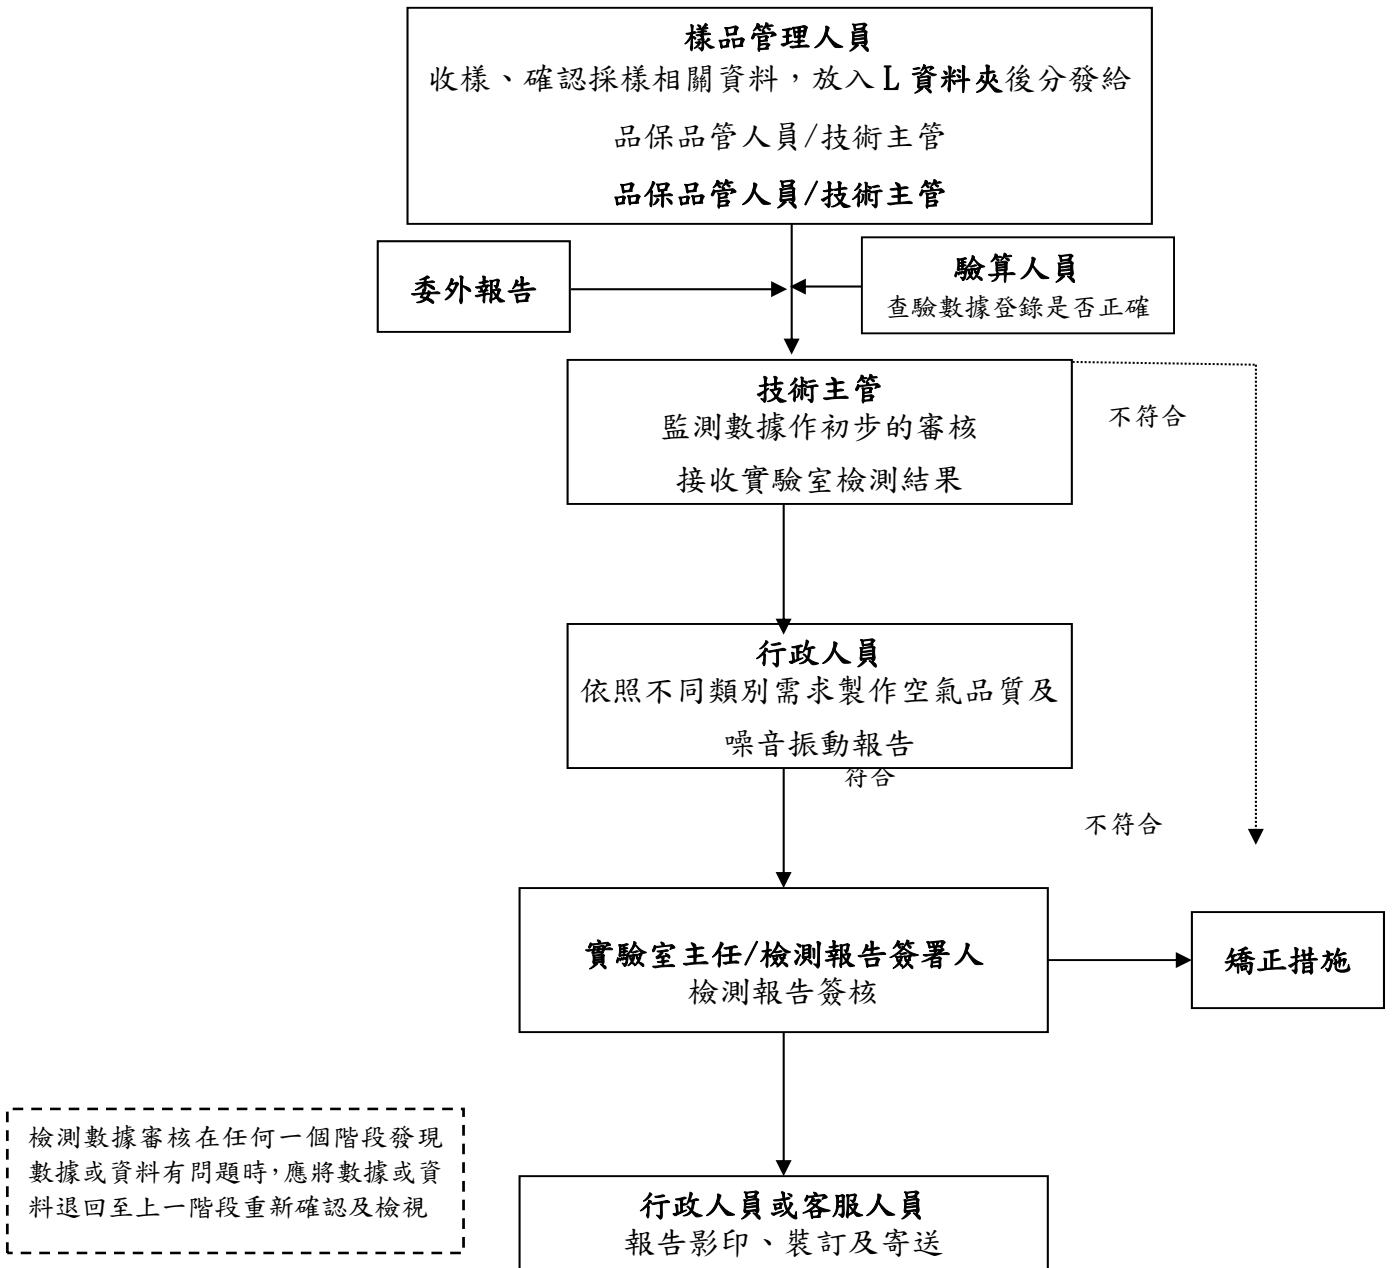 樣品管理人員
收樣、確認採樣相關資料，放入 L 資料夾後分發給
品保品管人員/技術主管
品保品管人員/技術主管
委外報告
驗算人員
查驗數據登錄是否正確
技術主管
監測數據作初步的審核
接收實驗室檢測結果
不符合
行政人員
依照不同類別需求製作空氣品質及
噪音振動報告
符合
不符合
實驗室主任/檢測報告簽署人
檢測報告簽核
矯正措施
檢測數據審核在任何一個階段發現
數據或資料有問題時，應將數據或資
料退回至上一階段重新確認及檢視
行政人員或客服人員
報告影印、裝訂及寄送